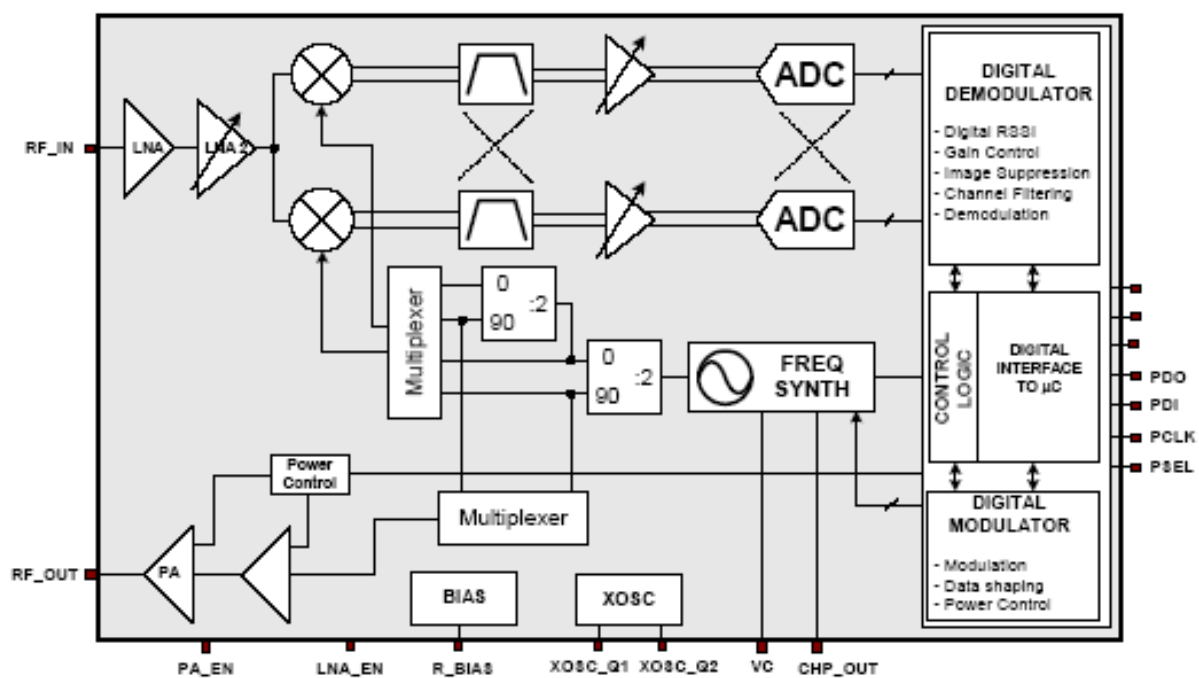 ADC
DIGITAL
DEMODULATOR
- Digital RSSI
- Gain Control
- Image Suppression
- Channel Filtering
- Demodulation
RF_IN
LNA
LNA 2
ADC
Multiplexer
0
:2
90
0
:2
90
FREQ
SYNTH
CONTROL
LOGIC
DIGITAL
INTERFACE
TO µC
PDO
PDI
PCLK
PSEL
Power
Control
Multiplexer
DIGITAL
MODULATOR
- Modulation
- Data shaping
- Power Control
RF_OUT
PA
BIAS
XOSC
PA_EN
LNA_EN
R_BIAS
XOSC_Q1
XOSC_Q2
VC
CHP_OUT